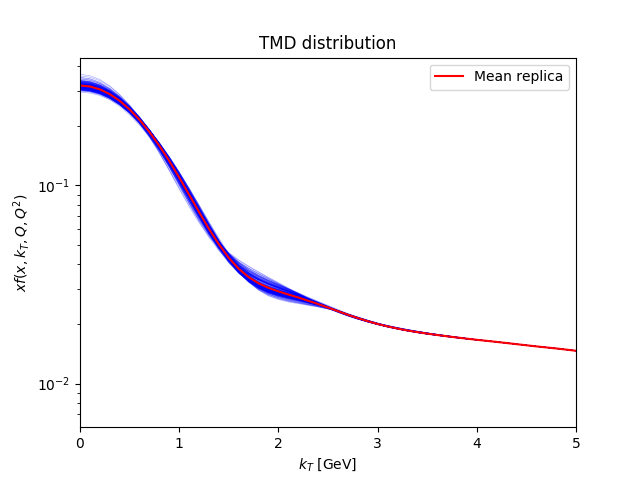 TMD distribution
Mean replica
10⁻¹
10⁻²
xf(x, k_T, Q, Q²)
0 1 2 3 4 5
k_T [GeV]